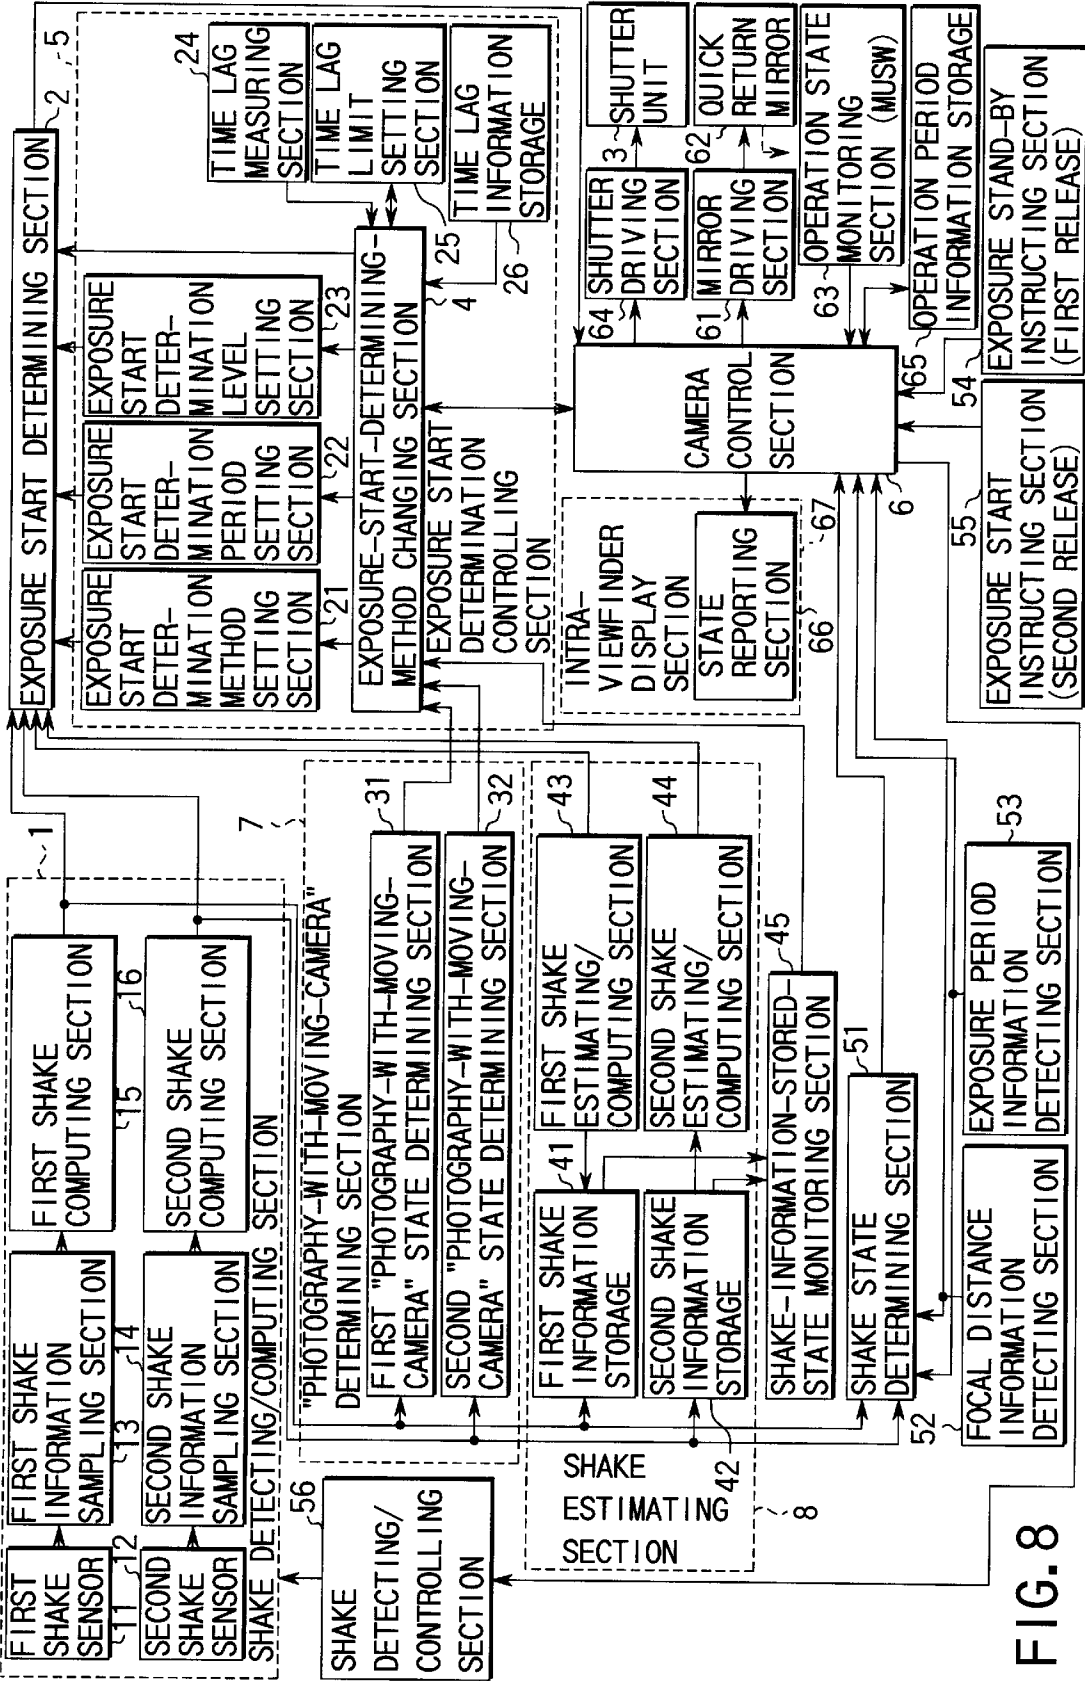 FIRST
SHAKE
SENSOR
11
12
SECOND
SHAKE
SENSOR
FIRST SHAKE
INFORMATION
SAMPLING SECTION
13
14
SECOND SHAKE
INFORMATION
SAMPLING SECTION
FIRST SHAKE
COMPUTING SECTION
15
16
SECOND SHAKE
COMPUTING SECTION
SHAKE DETECTING/COMPUTING SECTION
1
EXPOSURE START DETERMINING SECTION
2
5
EXPOSURE
START
DETER-
MINATION
METHOD
SETTING
SECTION
21
EXPOSURE
START
DETER-
MINATION
PERIOD
SETTING
SECTION
22
EXPOSURE
START
DETER-
MINATION
LEVEL
SETTING
SECTION
23
24
TIME LAG
MEASURING
SECTION
TIME LAG
LIMIT
SETTING
SECTION
25
TIME LAG
INFORMATION
STORAGE
26
EXPOSURE-START-DETERMINING-
METHOD CHANGING SECTION
4
EXPOSURE START
DETERMINATION
CONTROLLING
SECTION
7
"PHOTOGRAPHY-WITH-MOVING-CAMERA"
DETERMINING SECTION
FIRST "PHOTOGRAPHY-WITH-MOVING-
CAMERA" STATE DETERMINING SECTION
31
SECOND "PHOTOGRAPHY-WITH-MOVING-
CAMERA" STATE DETERMINING SECTION
32
56
SHAKE
DETECTING/
CONTROLLING
SECTION
FIRST SHAKE
INFORMATION
STORAGE
41
SECOND SHAKE
INFORMATION
STORAGE
42
FIRST SHAKE
ESTIMATING/
COMPUTING SECTION
43
SECOND SHAKE
ESTIMATING/
COMPUTING SECTION
44
SHAKE
ESTIMATING
SECTION
8
SHAKE-INFORMATION-STORED-
STATE MONITORING SECTION
45
SHAKE STATE
DETERMINING SECTION
51
52
FOCAL DISTANCE
INFORMATION
DETECTING SECTION
EXPOSURE PERIOD
INFORMATION
DETECTING SECTION
53
INTRA-
VIEWFINDER
DISPLAY
SECTION
STATE
REPORTING
SECTION
66
67
CAMERA
CONTROL
SECTION
6
SHUTTER
DRIVING
SECTION
64
3
SHUTTER
UNIT
MIRROR
DRIVING
SECTION
61
62
QUICK
RETURN
MIRROR
63
OPERATION STATE
MONITORING
SECTION (MUSW)
65
OPERATION PERIOD
INFORMATION STORAGE
54
EXPOSURE STAND-BY
INSTRUCTING SECTION
(FIRST RELEASE)
55
EXPOSURE START
INSTRUCTING SECTION
(SECOND RELEASE)
FIG.8